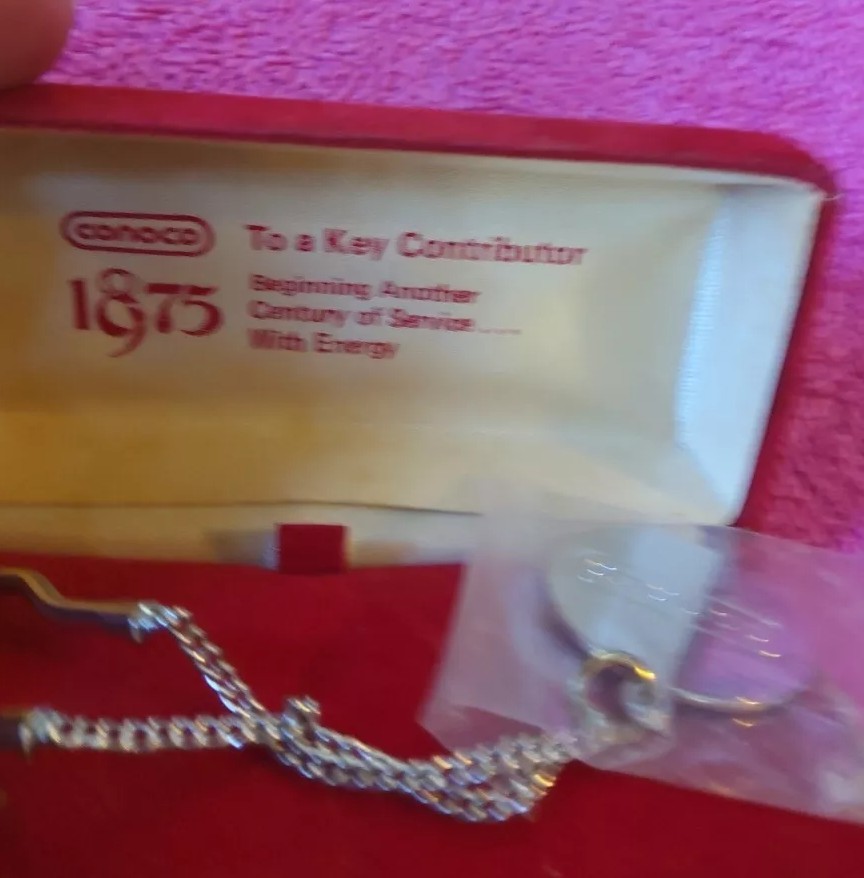 conoco
1875
To a Key Contributor
Beginning Another
Century of Service....
With Energy